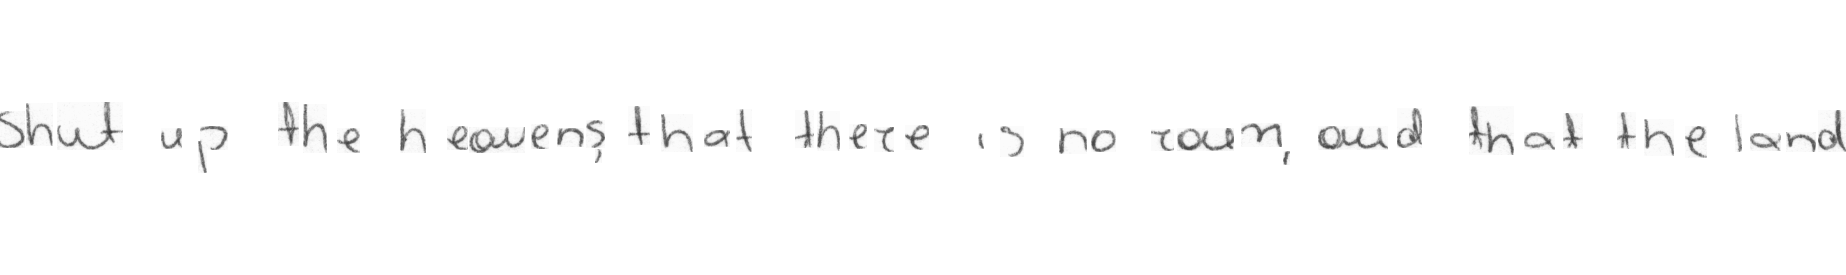 shut up the heavens, that there is no rain, and that the land